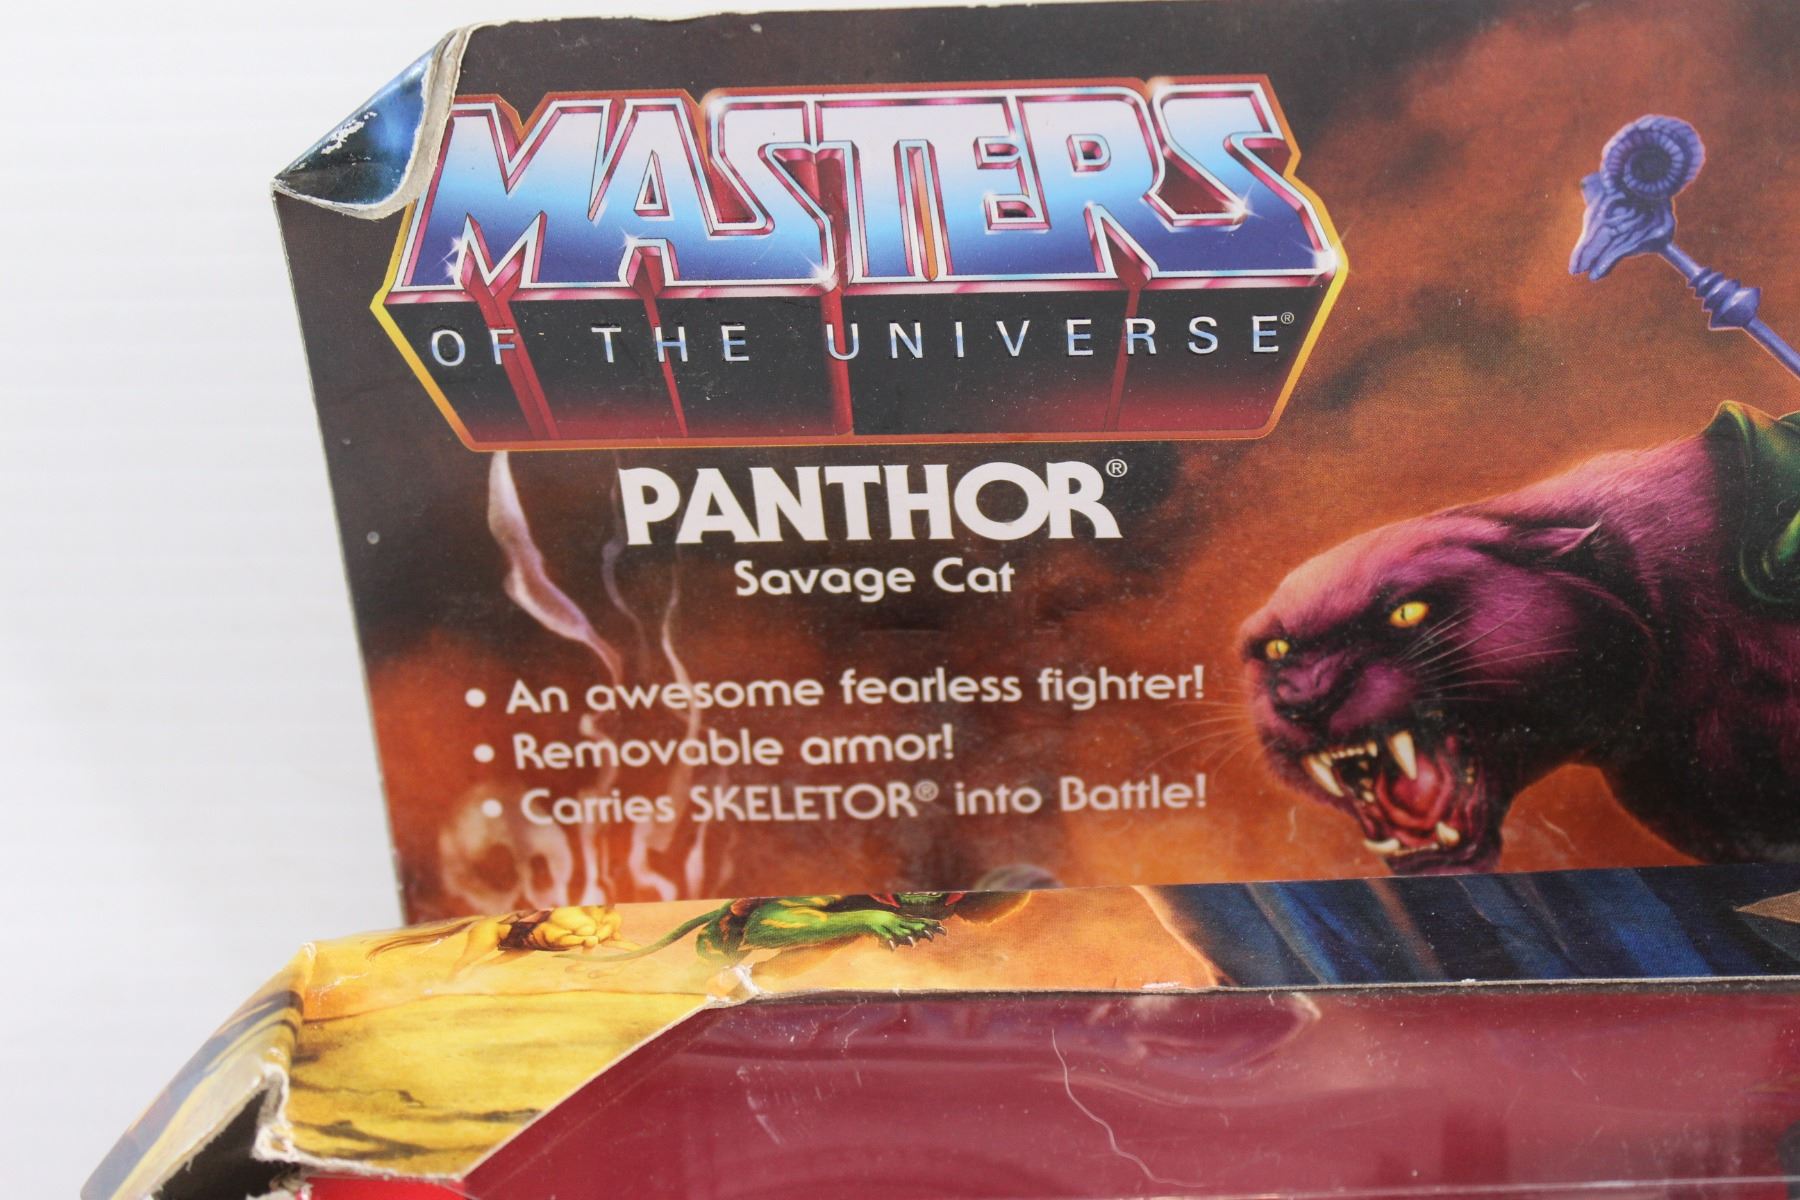 MASTERS
OF THE UNIVERSE®
PANTHOR®
Savage Cat
• An awesome fearless fighter!
• Removable armor!
• Carries SKELETOR® into Battle!